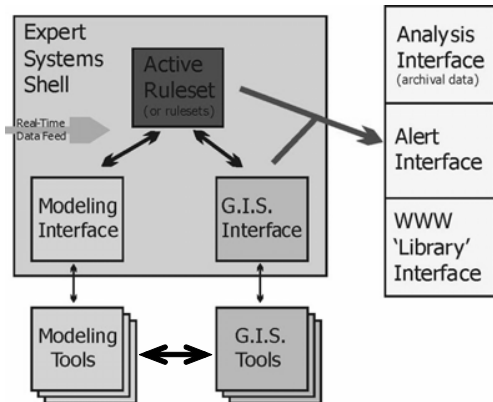 Expert
Systems
Shell
Active
Ruleset
(or rulesets)
Real-Time
Data Feed
Modeling
Interface
G.I.S.
Interface
Modeling
Tools
G.I.S.
Tools
Analysis
Interface
(archival data)
Alert
Interface
WWW
‘Library’
Interface